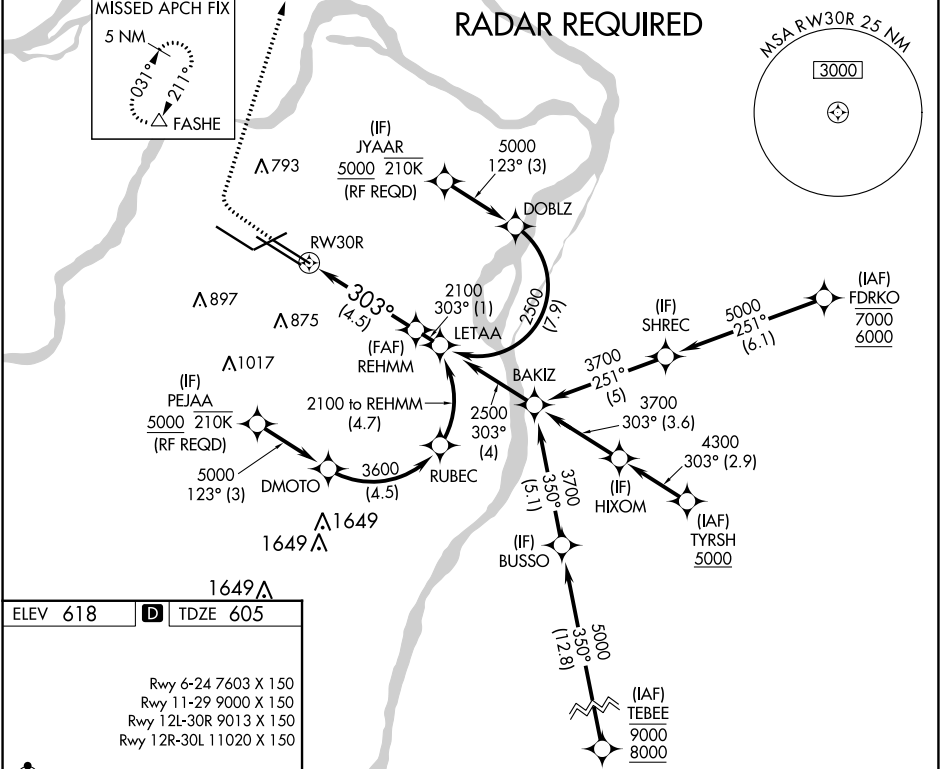 MISSED APCH FIX
5 NM
031°
211°
FASHE
RADAR REQUIRED
MSA RW30R 25 NM
3000
(IF)
JYAAR
5000 210K
(RF REQD)
5000
123° (3)
DOBLZ
793
RW30R
897
875
1017
303°
(4.5)
2100
303° (1)
LETAA
(FAF)
REHMM
2500
(7.9)
(IAF)
FDRKO
7000
6000
5000
251°
(6.1)
(IF)
SHREC
3700
251°
(5)
BAKIZ
2500
303°
(4)
3700
303° (3.6)
4300
303° (2.9)
(IF)
HIXOM
(IAF)
TYRSH
5000
(IF)
PEJAA
5000 210K
(RF REQD)
5000
123° (3)
DMOTO
3600
(4.5)
2100 to REHMM
(4.7)
RUBEC
3700
350°
(5.1)
(IF)
BUSSO
5000
350°
(12.8)
(IAF)
TEBEE
9000
8000
1649
1649
1649
ELEV 618 D TDZE 605
Rwy 6-24 7603 X 150
Rwy 11-29 9000 X 150
Rwy 12L-30R 9013 X 150
Rwy 12R-30L 11020 X 150